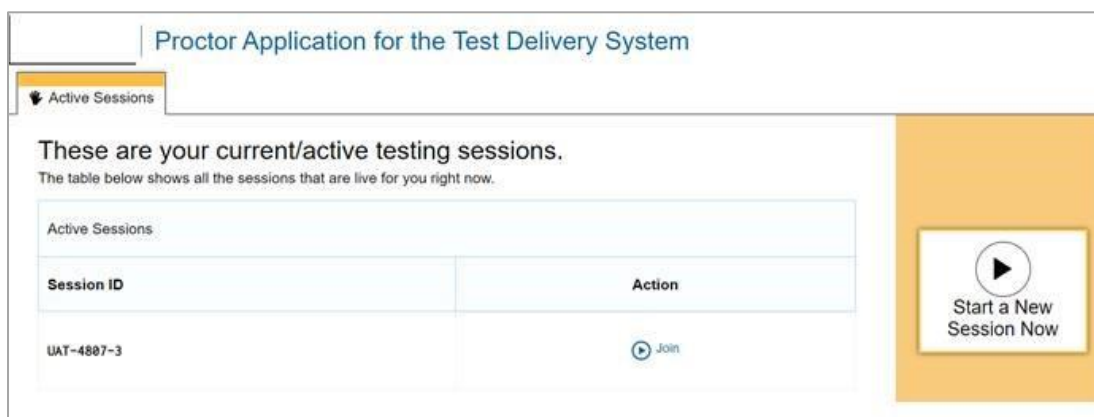 Proctor Application for the Test Delivery System
Active Sessions
These are your current/active testing sessions.
The table below shows all the sessions that are live for you right now.
Active Sessions
Session ID
Action
UAT-4807-3
Join
Start a New
Session Now